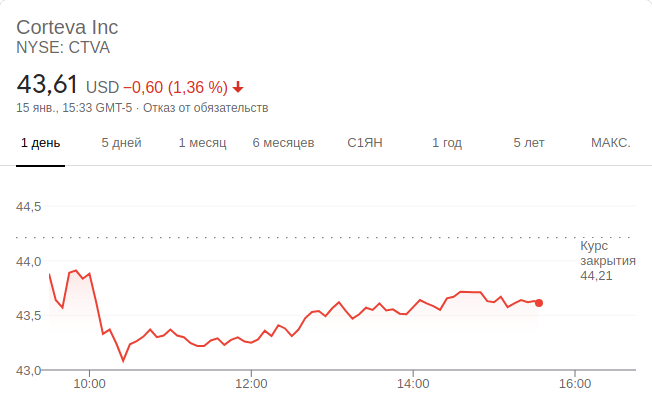 Corteva Inc
NYSE: CTVA
43,61 USD −0,60 (1,36 %)
15 янв., 15:33 GMT-5 · Отказ от обязательств
1 день 5 дней 1 месяц 6 месяцев С1ЯН 1 год 5 лет МАКС.
44,5
Курс
закрытия
44,21
44,0
43,5
43,0
10:00 12:00 14:00 16:00